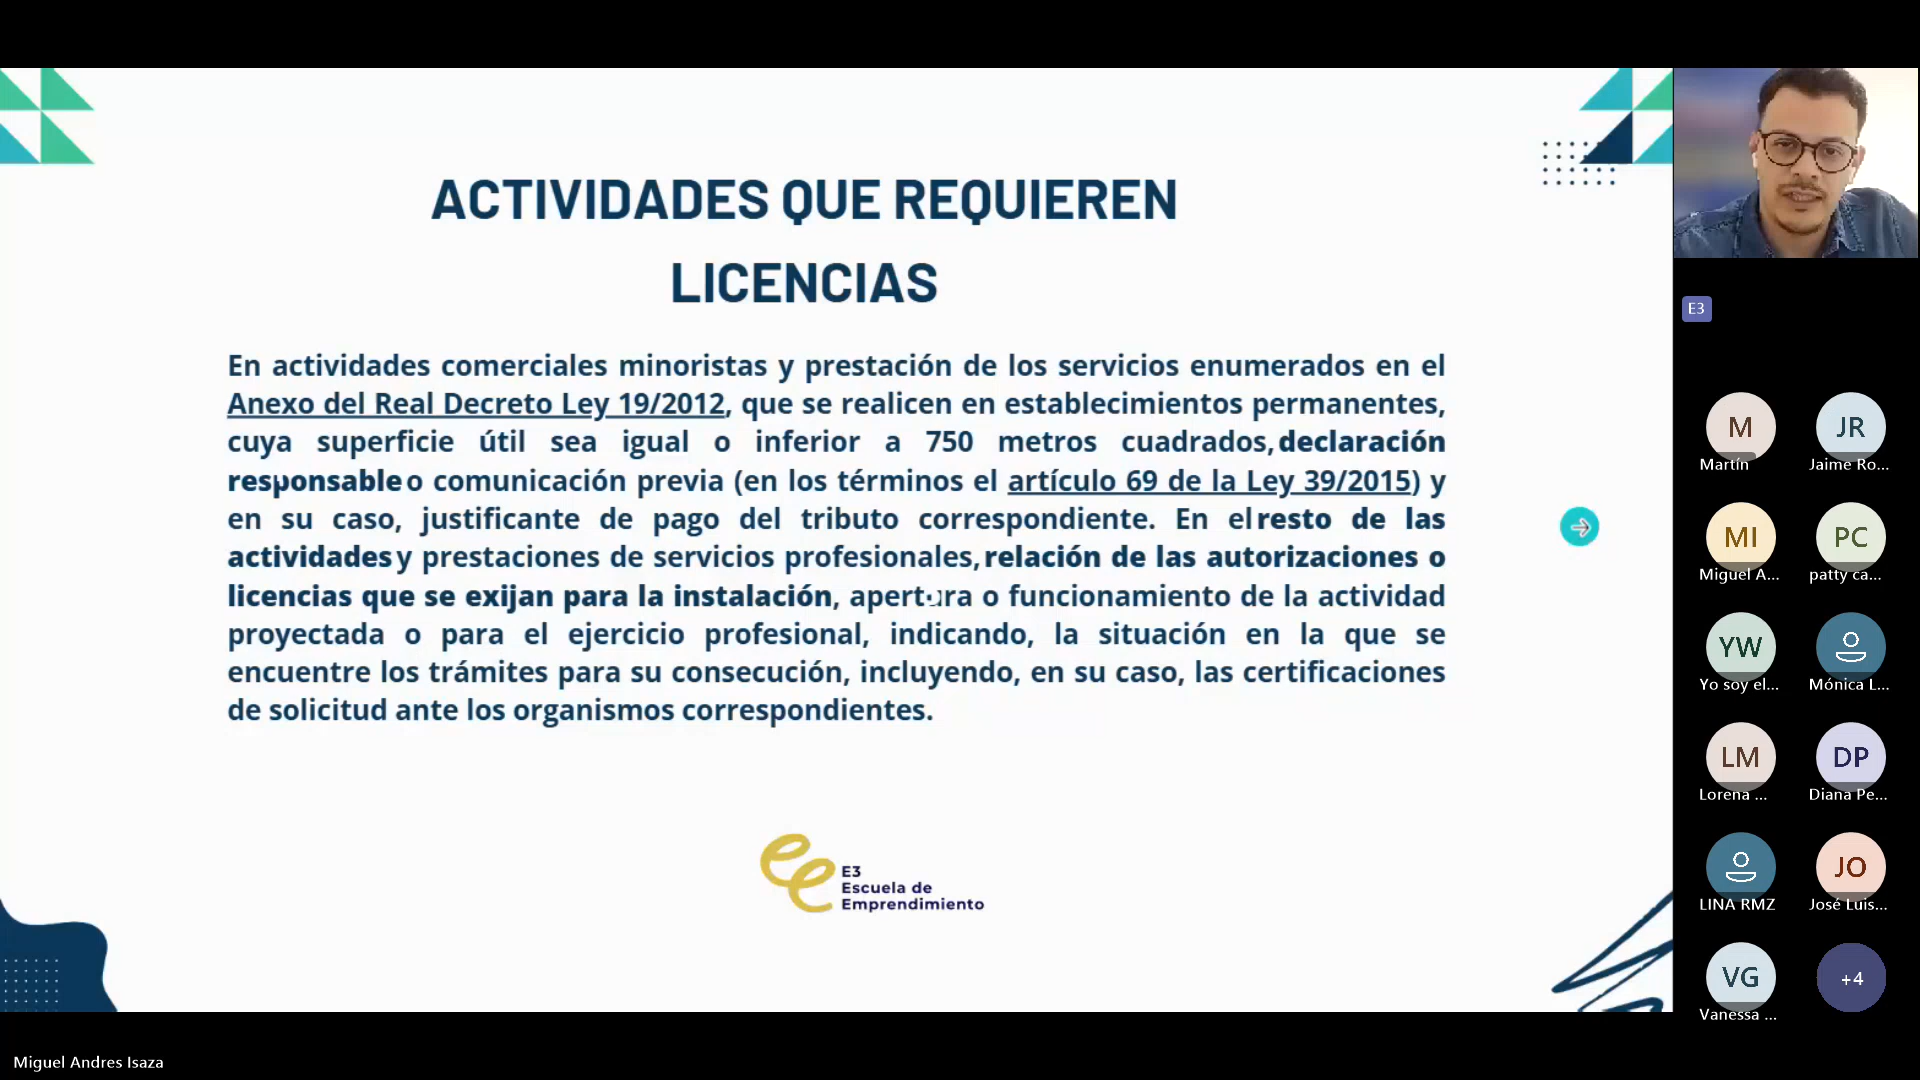 ACTIVIDADES QUE REQUIEREN
LICENCIAS
En actividades comerciales minoristas y prestación de los servicios enumerados en el
Anexo del Real Decreto Ley 19/2012, que se realicen en establecimientos permanentes,
cuya superficie útil sea igual o inferior a 750 metros cuadrados, declaración
responsable o comunicación previa (en los términos el artículo 69 de la Ley 39/2015) y
en su caso, justificante de pago del tributo correspondiente. En el resto de las
actividades y prestaciones de servicios profesionales, relación de las autorizaciones o
licencias que se exijan para la instalación, apertura o funcionamiento de la actividad
proyectada o para el ejercicio profesional, indicando, la situación en la que se
encuentre los trámites para su consecución, incluyendo, en su caso, las certificaciones
de solicitud ante los organismos correspondientes.
E3
Escuela de
Emprendimiento
E3
M
Martín
JR
Jaime Ro...
MI
Miguel A...
PC
patty ca...
YW
Yo soy el...
Mónica L...
LM
Lorena ...
DP
Diana Pe...
LINA RMZ
JO
José Luis...
VG
Vanessa ...
+4
Miguel Andres Isaza